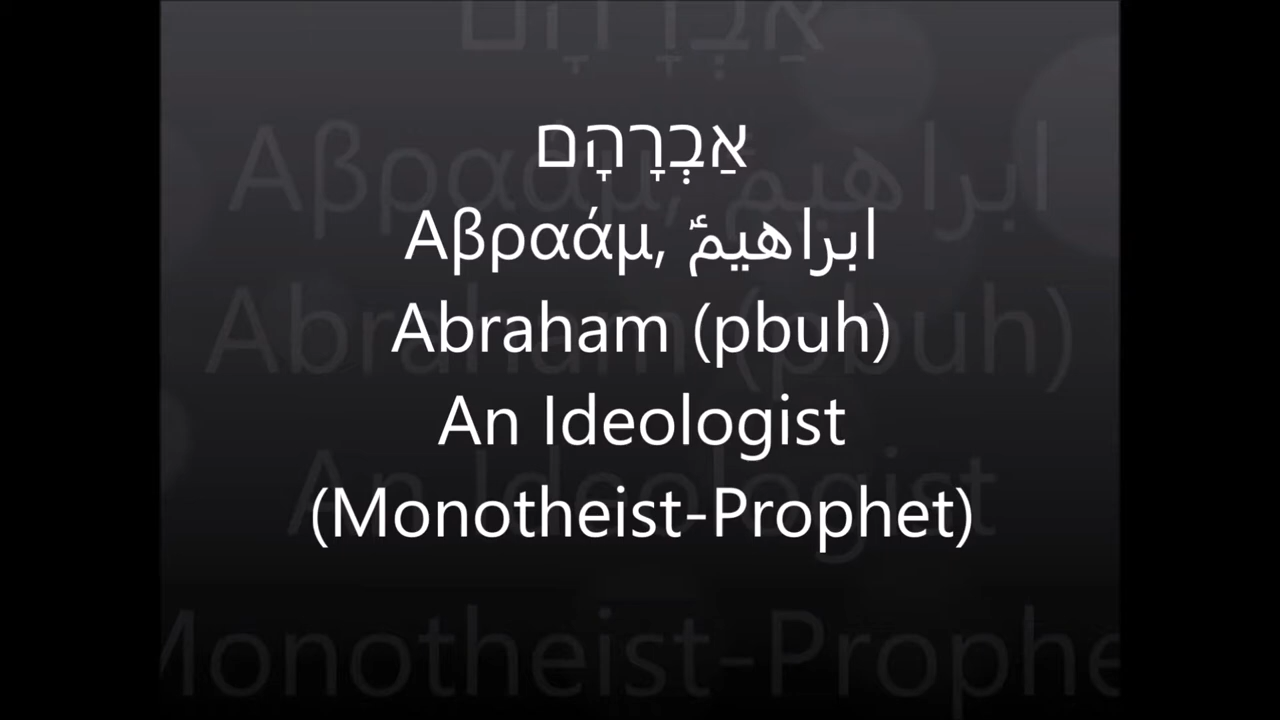 אַבְרָהָם
Αβραάμ, ابراهيمؑ
Abraham (pbuh)
An Ideologist
(Monotheist-Prophet)